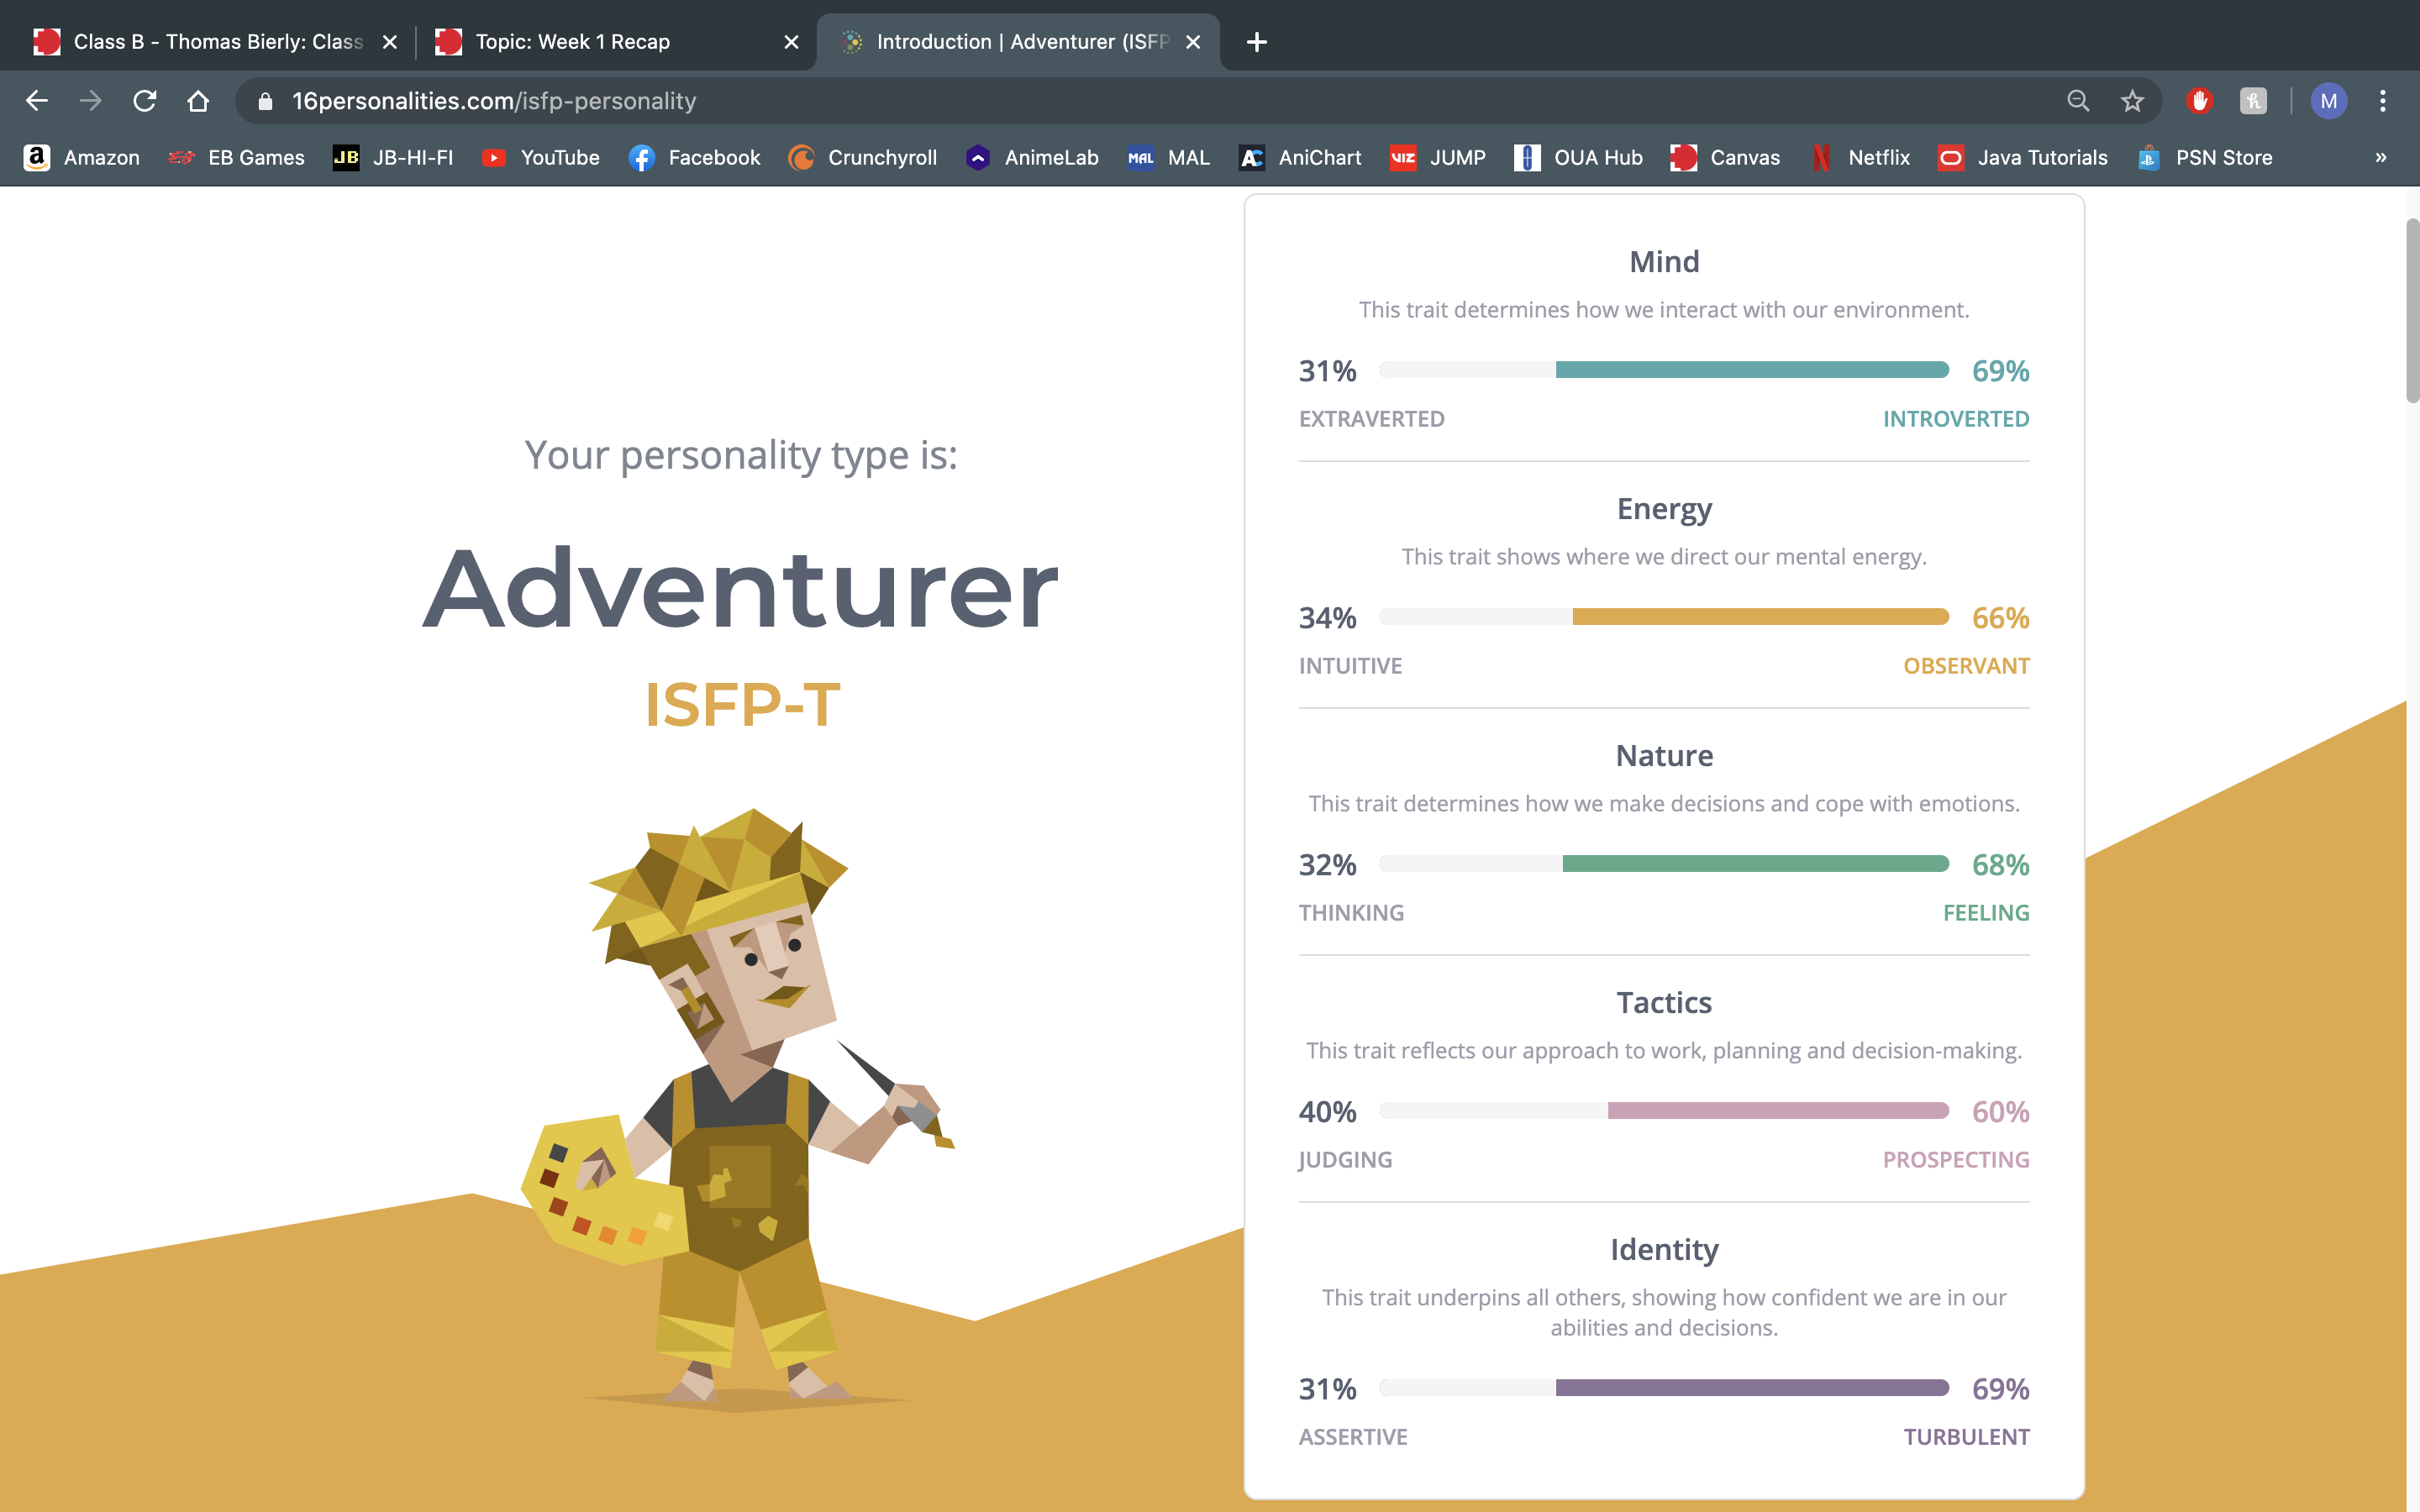 Class B - Thomas Bierly: Class
Topic: Week 1 Recap
Introduction | Adventurer (ISFP
16personalities.com/isfp-personality
M
Amazon
EB Games
JB JB-HI-FI
YouTube
Facebook
Crunchyroll
AnimeLab
MAL MAL
AC AniChart
VIZ JUMP
OUA Hub
Canvas
Netflix
Java Tutorials
PSN Store
»
Your personality type is:
Adventurer
ISFP-T
Mind
This trait determines how we interact with our environment.
31% 69%
EXTRAVERTED INTROVERTED
Energy
This trait shows where we direct our mental energy.
34% 66%
INTUITIVE OBSERVANT
Nature
This trait determines how we make decisions and cope with emotions.
32% 68%
THINKING FEELING
Tactics
This trait reflects our approach to work, planning and decision-making.
40% 60%
JUDGING PROSPECTING
Identity
This trait underpins all others, showing how confident we are in our
abilities and decisions.
31% 69%
ASSERTIVE TURBULENT